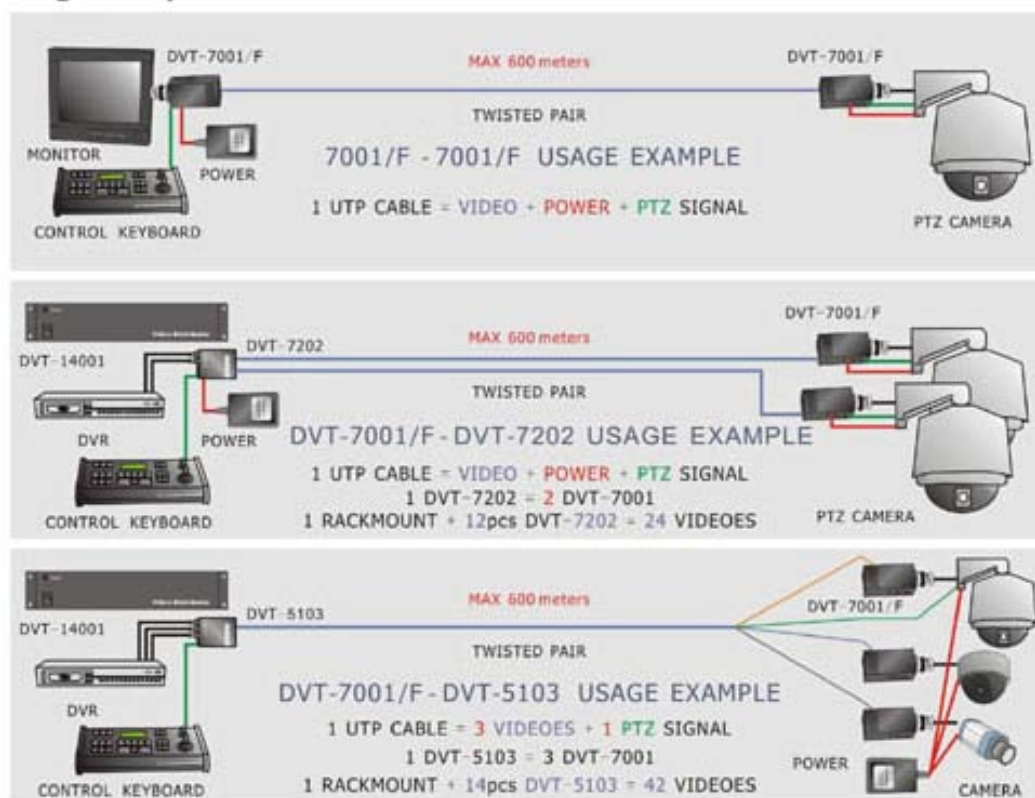 DVT-7001/F
MAX 600 meters
DVT-7001/F
TWISTED PAIR
MONITOR
POWER
7001/F - 7001/F USAGE EXAMPLE
1 UTP CABLE = VIDEO + POWER + PTZ SIGNAL
CONTROL KEYBOARD
PTZ CAMERA
DVT-7001/F
MAX 600 meters
DVT-7202
DVT-14001
TWISTED PAIR
DVR
POWER
DVT-7001/F - DVT-7202 USAGE EXAMPLE
1 UTP CABLE = VIDEO + POWER + PTZ SIGNAL
1 DVT-7202 = 2 DVT-7001
CONTROL KEYBOARD
1 RACKMOUNT + 12pcs DVT-7202 = 24 VIDEOES
PTZ CAMERA
MAX 600 meters
DVT-5103
DVT-7001/F
DVT-14001
TWISTED PAIR
DVR
DVT-7001/F - DVT-5103 USAGE EXAMPLE
1 UTP CABLE = 3 VIDEOES + 1 PTZ SIGNAL
1 DVT-5103 = 3 DVT-7001
POWER
CONTROL KEYBOARD
1 RACKMOUNT + 14pcs DVT-5103 = 42 VIDEOES
CAMERA